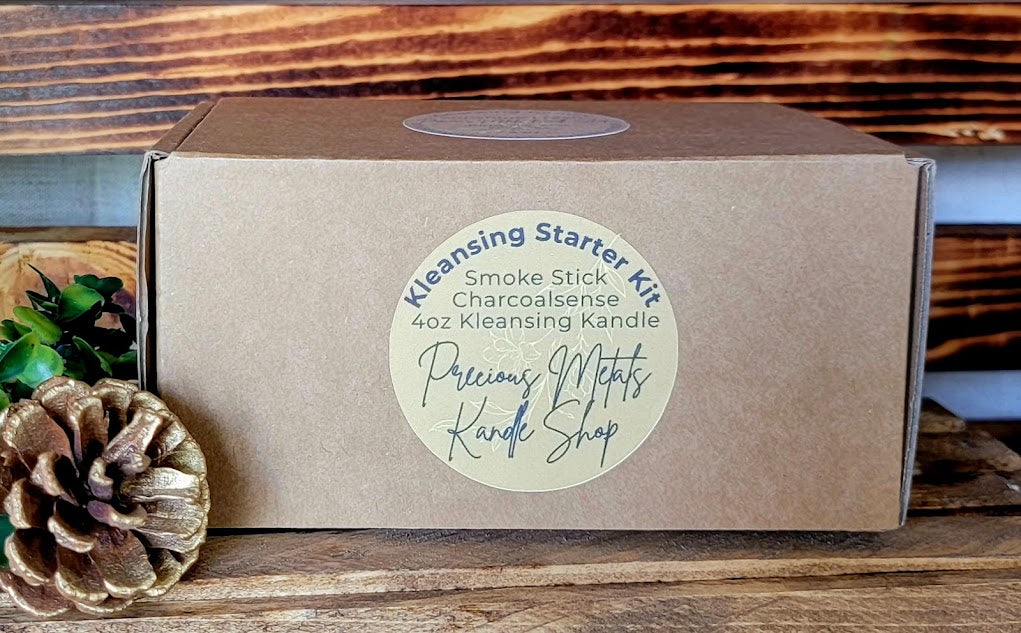 Kleansing Starter Kit
Smoke Stick
Charcoalsense
4oz Kleansing Kandle
Precious Metals
Kandle Shop